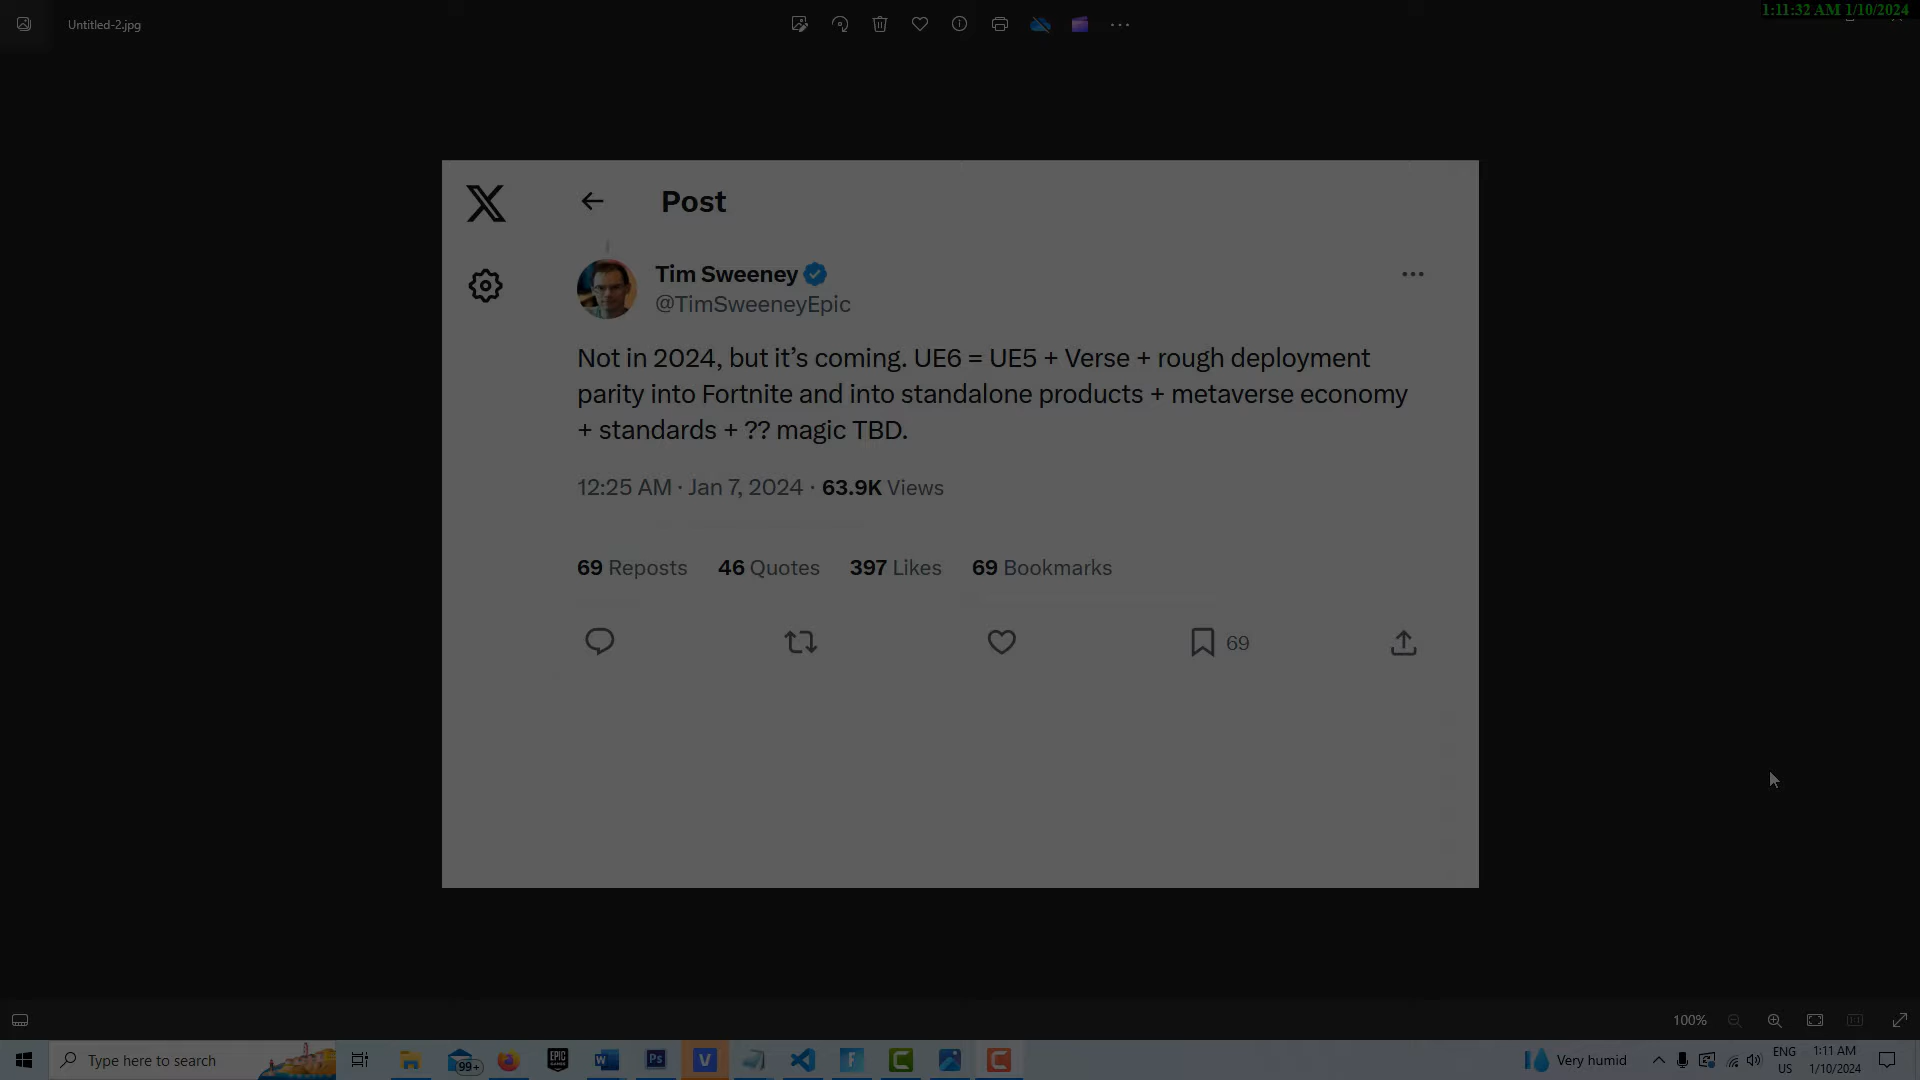 Untitled-2.jpg
1:11:32 AM 1/10/2024
X
Post
Tim Sweeney
@TimSweeneyEpic
Not in 2024, but it’s coming. UE6 = UE5 + Verse + rough deployment
parity into Fortnite and into standalone products + metaverse economy
+ standards + ?? magic TBD.
12:25 AM · Jan 7, 2024 · 63.9K Views
69 Reposts 46 Quotes 397 Likes 69 Bookmarks
69
100%
Type here to search
99+
EPIC GAMES
W
Ps
V
F
C
C
Very humid
ENG
US
1:11 AM
1/10/2024